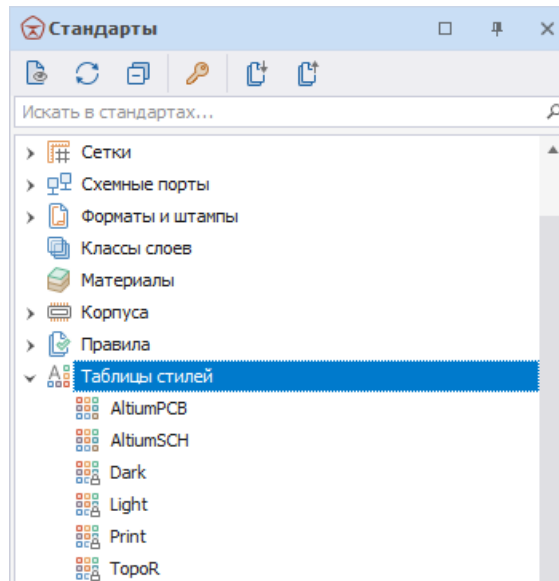 Стандарты
Искать в стандартах...
Сетки
Схемные порты
Форматы и штампы
Классы слоев
Материалы
Корпуса
Правила
Таблицы стилей
AltiumPCB
AltiumSCH
Dark
Light
Print
TopoR